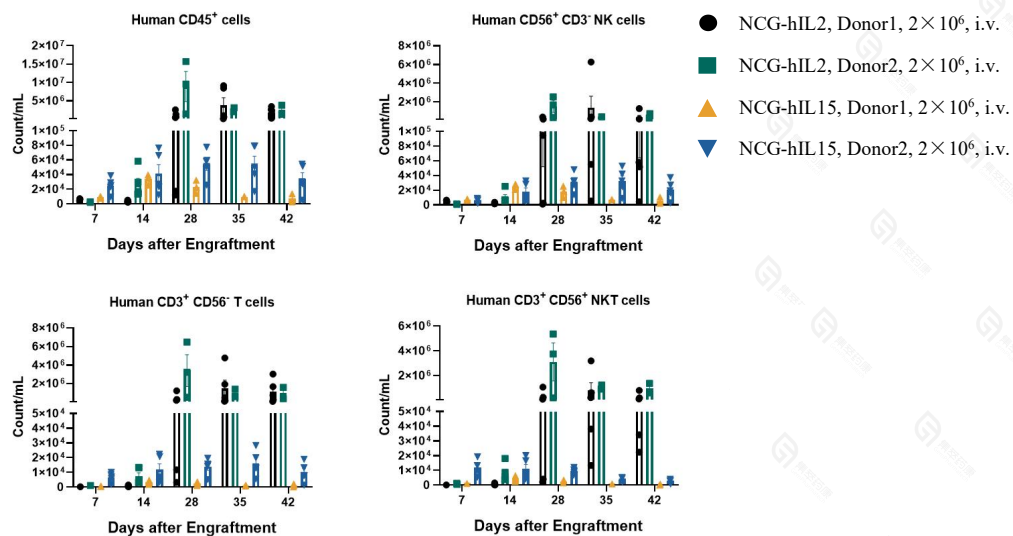 Human CD45⁺ cells
2×10⁷
1.5×10⁷
1×10⁷
5×10⁶
1×10⁵
8×10⁴
6×10⁴
4×10⁴
2×10⁴
0
Count/mL
7 14 28 35 42
Days after Engraftment
Human CD56⁺ CD3⁻ NK cells
8×10⁶
6×10⁶
4×10⁶
2×10⁶
1×10⁵
8×10⁴
6×10⁴
4×10⁴
2×10⁴
0
Count/mL
7 14 28 35 42
Days after Engraftment
NCG-hIL2, Donor1, 2×10⁶, i.v.
NCG-hIL2, Donor2, 2×10⁶, i.v.
NCG-hIL15, Donor1, 2×10⁶, i.v.
NCG-hIL15, Donor2, 2×10⁶, i.v.
Human CD3⁺ CD56⁻ T cells
8×10⁶
6×10⁶
4×10⁶
2×10⁶
5×10⁴
4×10⁴
3×10⁴
2×10⁴
1×10⁴
0
Count/mL
7 14 28 35 42
Days after Engraftment
Human CD3⁺ CD56⁺ NKT cells
6×10⁶
4×10⁶
2×10⁶
5×10⁴
4×10⁴
3×10⁴
2×10⁴
1×10⁴
0
Count/mL
7 14 28 35 42
Days after Engraftment